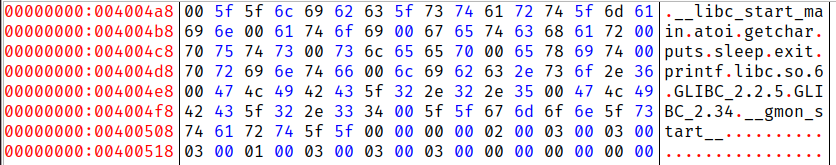 00000000:004004a8 00 5f 5f 6c 69 62 63 5f 73 74 61 72 74 5f 6d 61 .__libc_start_ma
00000000:004004b8 69 6e 00 61 74 6f 69 00 67 65 74 63 68 61 72 00 in.atoi.getchar.
00000000:004004c8 70 75 74 73 00 73 6c 65 65 70 00 65 78 69 74 00 puts.sleep.exit.
00000000:004004d8 70 72 69 6e 74 66 00 6c 69 62 63 2e 73 6f 2e 36 printf.libc.so.6
00000000:004004e8 00 47 4c 49 42 43 5f 32 2e 32 2e 35 00 47 4c 49 .GLIBC_2.2.5.GLI
00000000:004004f8 42 43 5f 32 2e 33 34 00 5f 5f 67 6d 6f 6e 5f 73 BC_2.34.__gmon_s
00000000:00400508 74 61 72 74 5f 5f 00 00 00 00 02 00 03 00 03 00 tart__..........
00000000:00400518 03 00 01 00 03 00 03 00 03 00 00 00 00 00 00 00 ................